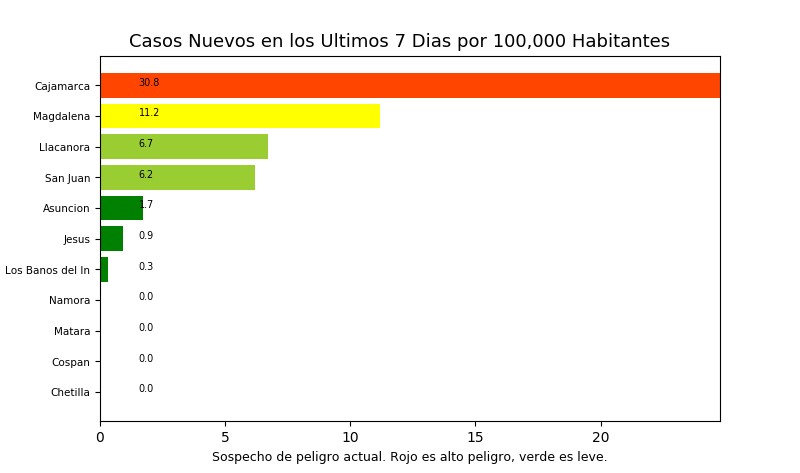 Casos Nuevos en los Ultimos 7 Dias por 100,000 Habitantes
Cajamarca 30.8
Magdalena 11.2
Llacanora 6.7
San Juan 6.2
Asuncion 1.7
Jesus 0.9
Los Banos del In 0.3
Namora 0.0
Matara 0.0
Cospan 0.0
Chetilla 0.0
0 5 10 15 20
Sospecho de peligro actual. Rojo es alto peligro, verde es leve.